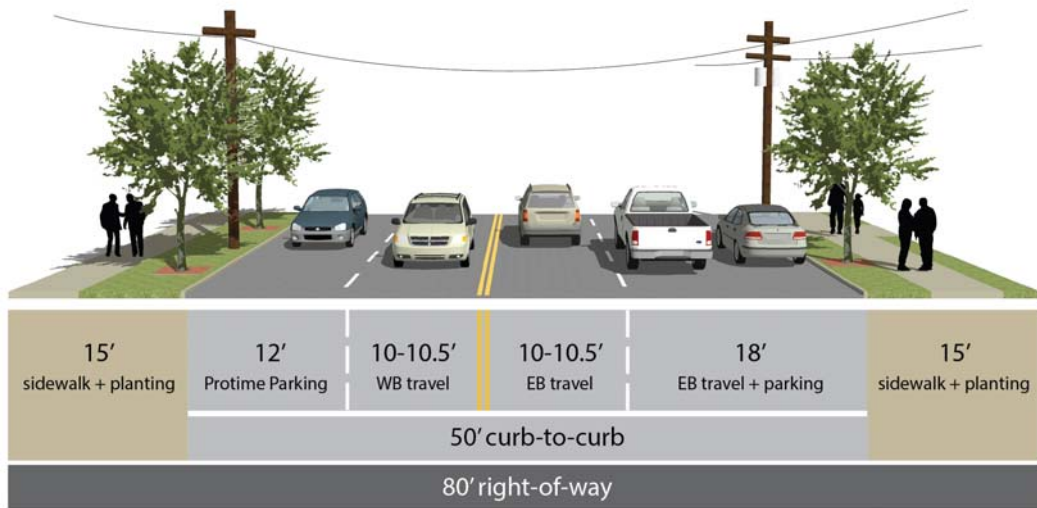 15′
sidewalk + planting
12′
Protime Parking
10-10.5′
WB travel
10-10.5′
EB travel
18′
EB travel + parking
15′
sidewalk + planting
50′ curb-to-curb
80′ right-of-way